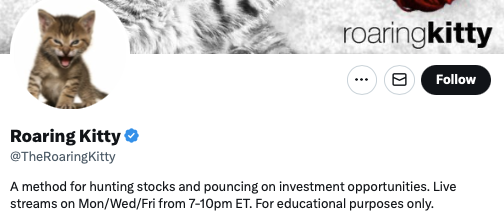 roaringkitty
Follow
Roaring Kitty
@TheRoaringKitty
A method for hunting stocks and pouncing on investment opportunities. Live
streams on Mon/Wed/Fri from 7-10pm ET. For educational purposes only.